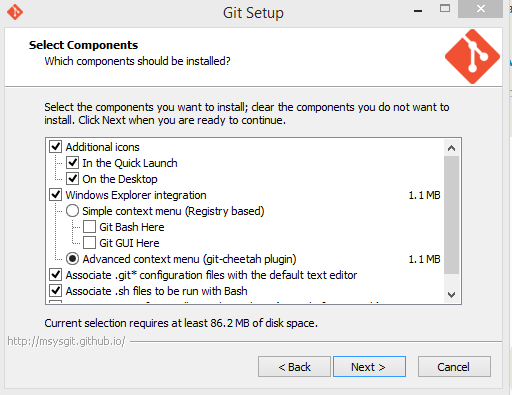 Git Setup
Select Components
Which components should be installed?
Select the components you want to install; clear the components you do not want to
install. Click Next when you are ready to continue.
Additional icons
In the Quick Launch
On the Desktop
Windows Explorer integration 1.1 MB
Simple context menu (Registry based)
Git Bash Here
Git GUI Here
Advanced context menu (git-cheetah plugin) 1.1 MB
Associate .git* configuration files with the default text editor
Associate .sh files to be run with Bash
Current selection requires at least 86.2 MB of disk space.
http://msysgit.github.io/
< Back
Next >
Cancel